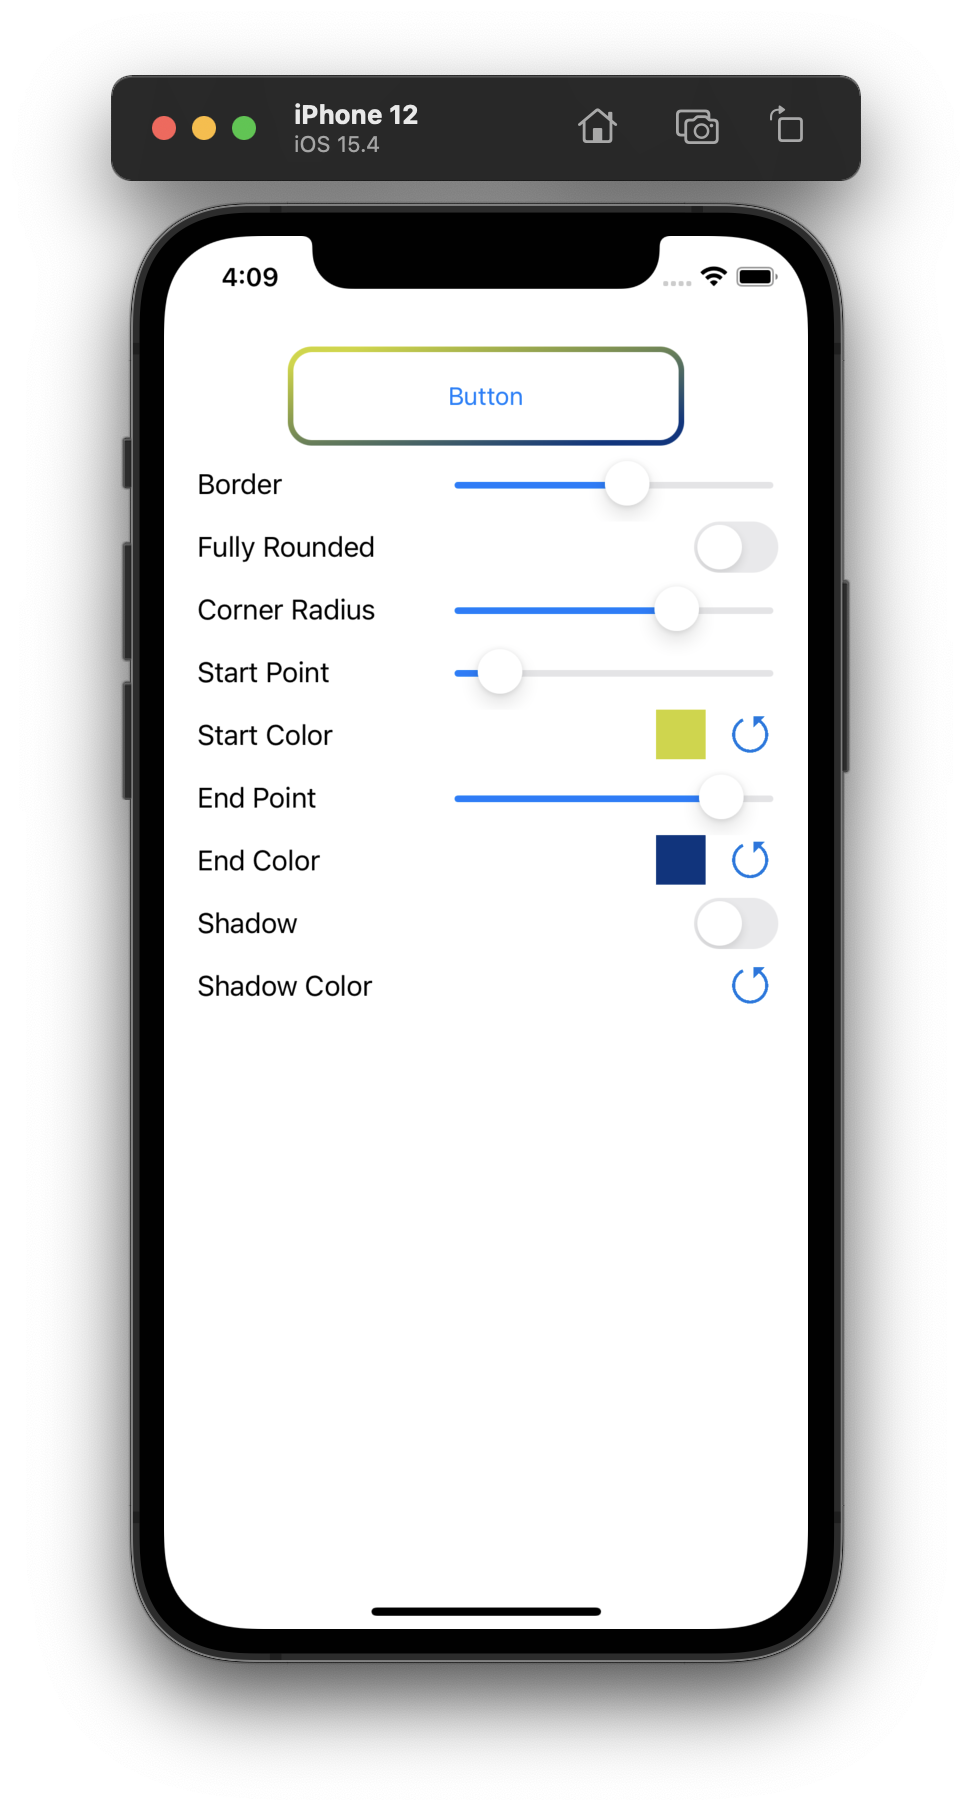 iPhone 12
iOS 15.4
4:09
Button
Border
Fully Rounded
Corner Radius
Start Point
Start Color
End Point
End Color
Shadow
Shadow Color